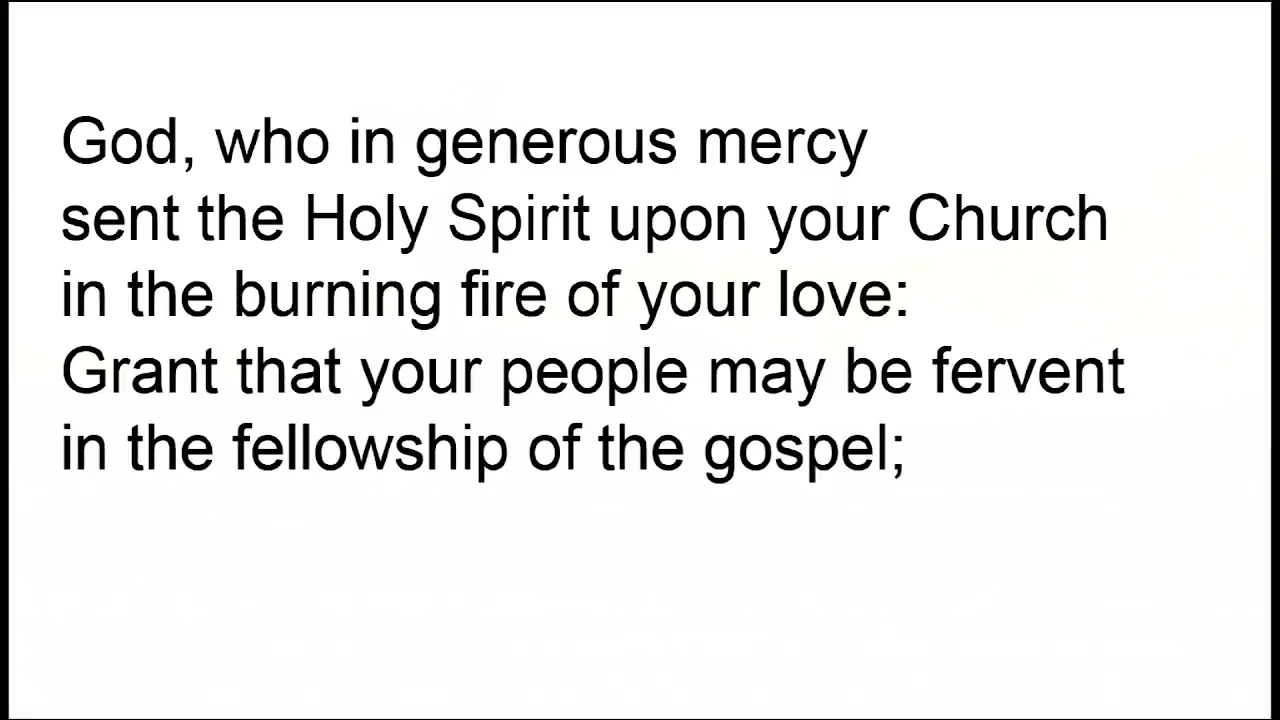 God, who in generous mercy
sent the Holy Spirit upon your Church
in the burning fire of your love:
Grant that your people may be fervent
in the fellowship of the gospel;